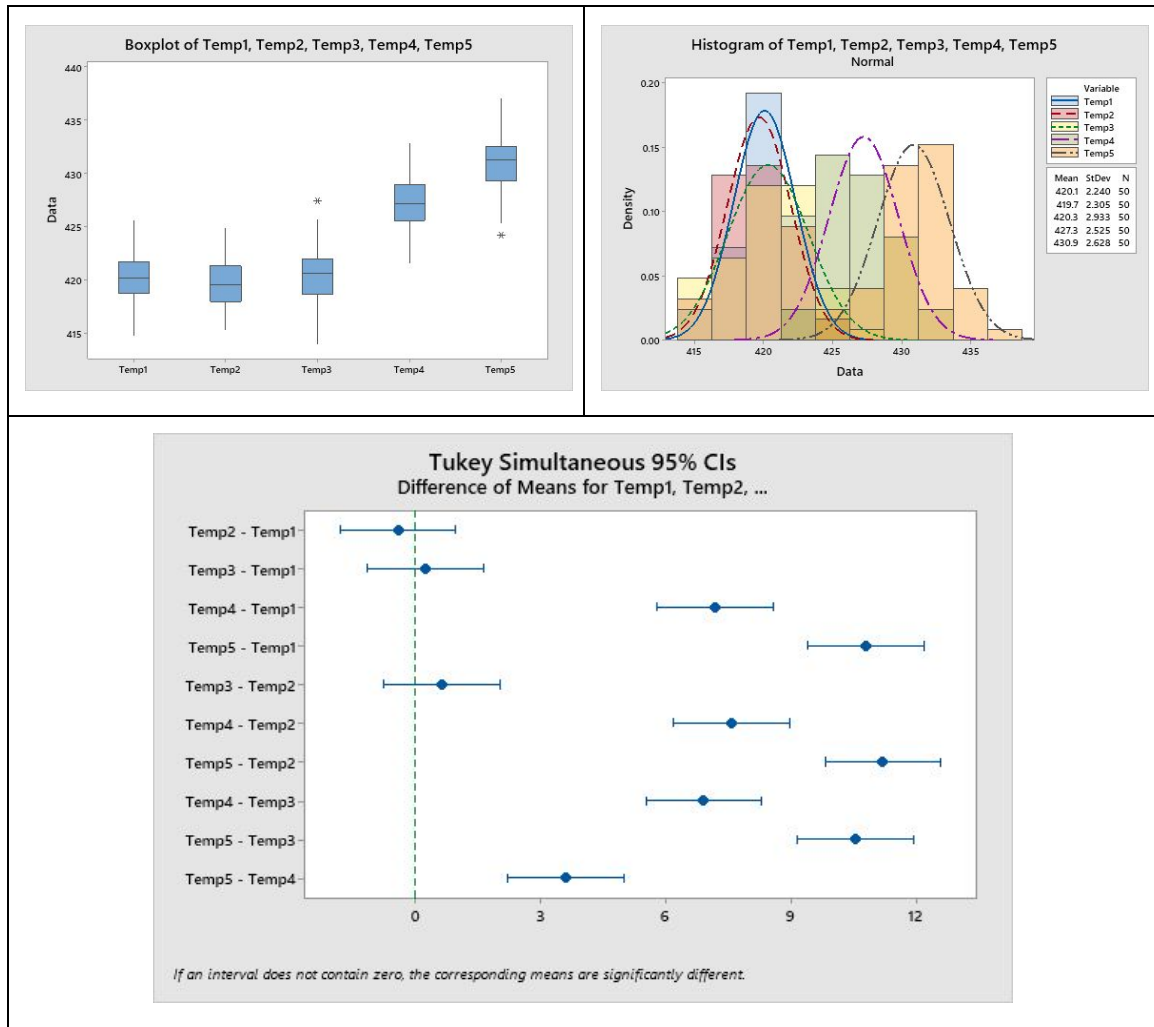 Boxplot of Temp1, Temp2, Temp3, Temp4, Temp5
440
435
430
425
420
415
Data
Temp1 Temp2 Temp3 Temp4 Temp5
Histogram of Temp1, Temp2, Temp3, Temp4, Temp5
Normal
0.20
0.15
0.10
0.05
0.00
Density
415 420 425 430 435
Data
Variable
Temp1
Temp2
Temp3
Temp4
Temp5
Mean StDev N
420.1 2.240 50
419.7 2.305 50
420.3 2.933 50
427.3 2.525 50
430.9 2.628 50
Tukey Simultaneous 95% CIs
Difference of Means for Temp1, Temp2, ...
Temp2 - Temp1
Temp3 - Temp1
Temp4 - Temp1
Temp5 - Temp1
Temp3 - Temp2
Temp4 - Temp2
Temp5 - Temp2
Temp4 - Temp3
Temp5 - Temp3
Temp5 - Temp4
0 3 6 9 12
If an interval does not contain zero, the corresponding means are significantly different.